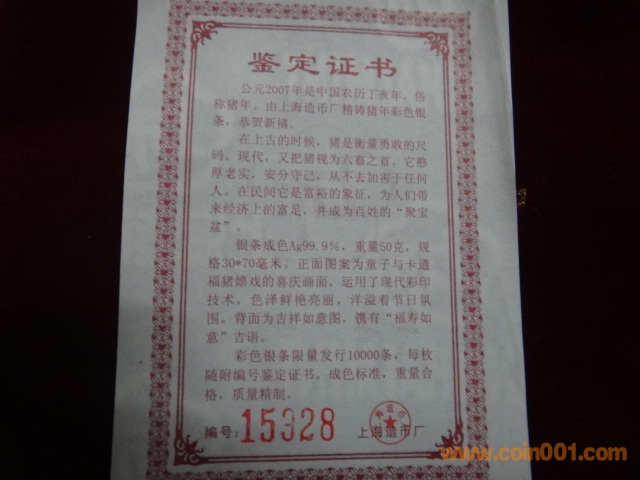 鉴定证书
公元2007年是中国农历丁亥年，俗
称猪年。由上海造币厂精铸猪年彩色银
条，恭贺新禧。
在上古的时候，猪是衡量勇敢的尺
码。现代，又把猪视为六畜之首。它憨
厚老实，安分守己，从不去加害于任何
人。在民间它是富裕的象征，为人们带
来经济上的富足，并成为百姓的“聚宝
盆”。
银条成色Ag99.9%，重量50克，规
格30*70毫米。正面图案为童子与卡通
福猪嬉戏的喜庆画面，运用了现代彩印
技术，色泽鲜艳亮丽，洋溢着节日氛
围。背面为吉祥如意图，镌有“福寿如
意”吉语。
彩色银条限量发行10000条，每枚
随附编号鉴定证书。成色标准，重量合
格，质量精制。
编号:15328 上海造币厂
www.coin001.com